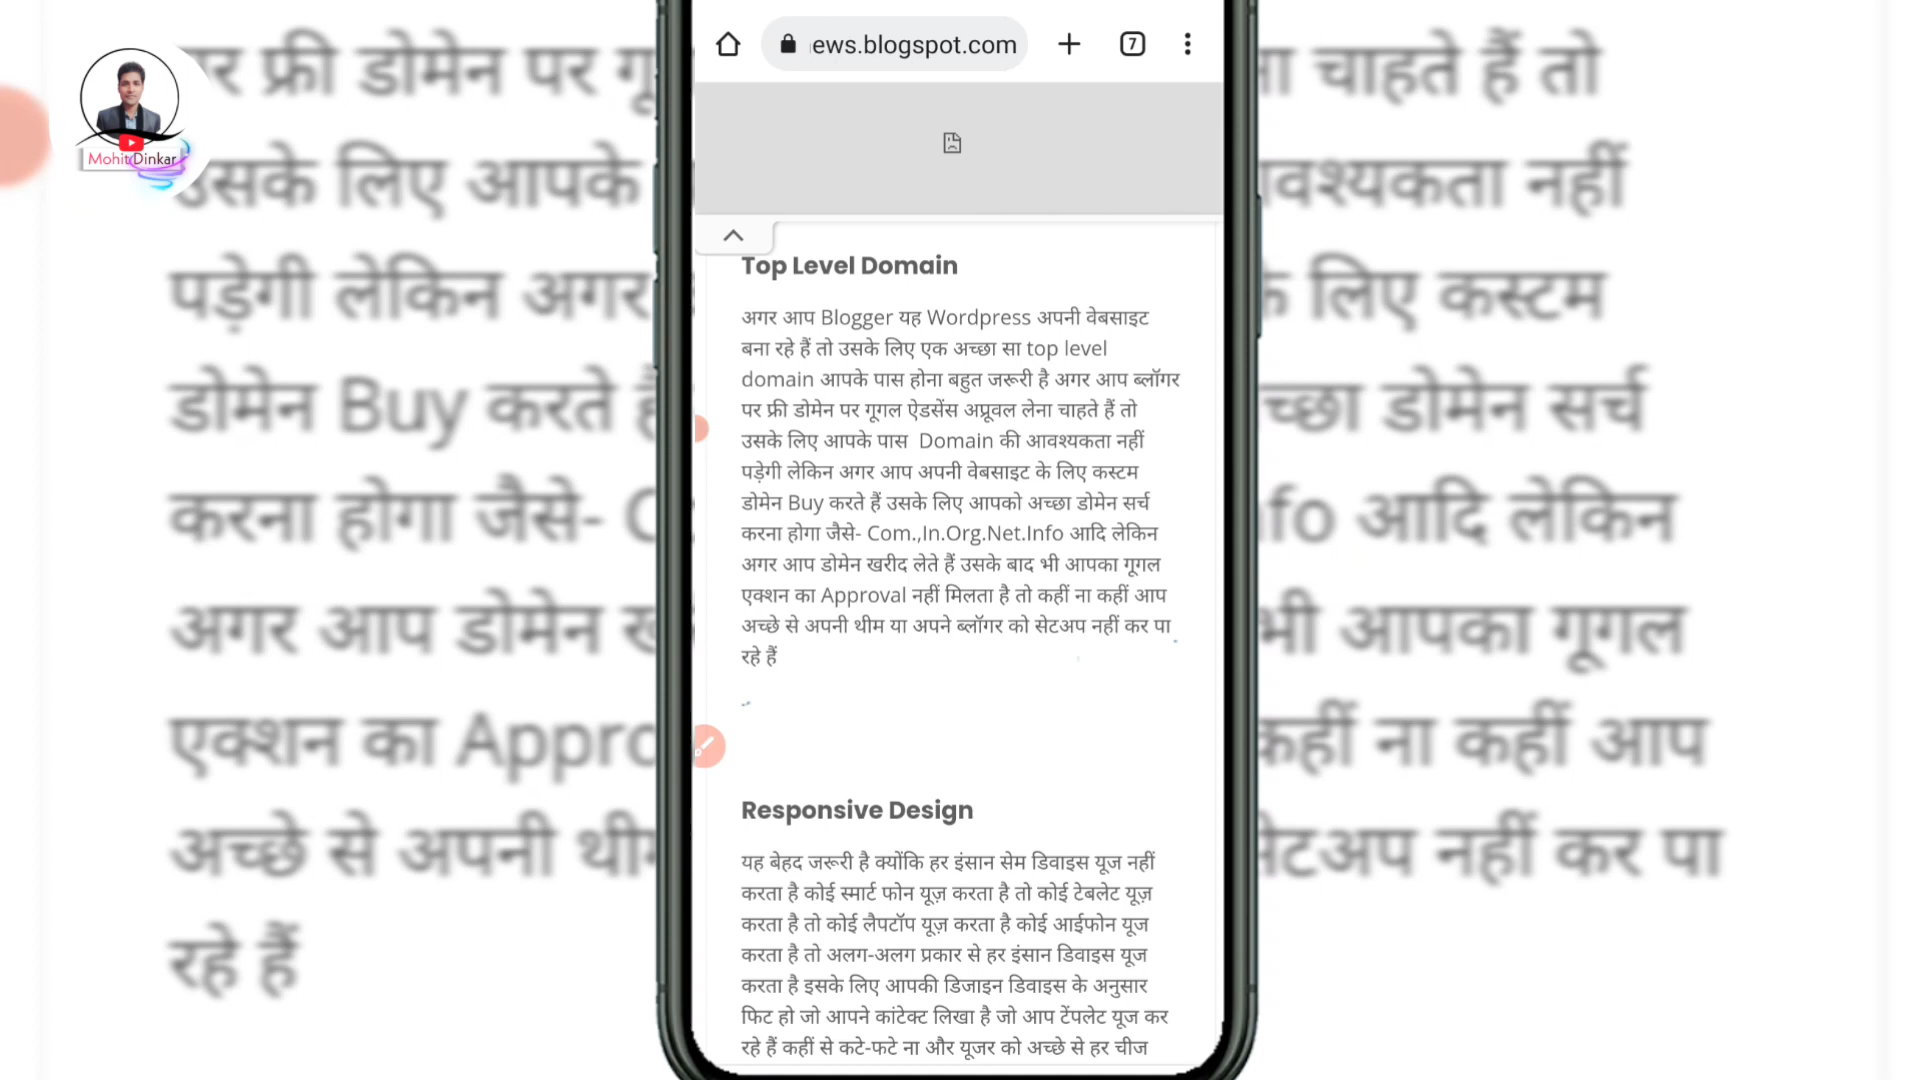 ews.blogspot.com
7
Mohit Dinkar
Top Level Domain
अगर आप Blogger यह Wordpress अपनी वेबसाइट
बना रहे हैं तो उसके लिए एक अच्छा सा top level
domain आपके पास होना बहुत जरूरी है अगर आप ब्लॉगर
पर फ्री डोमेन पर गूगल ऐडसेंस अप्रूवल लेना चाहते हैं तो
उसके लिए आपके पास Domain की आवश्यकता नहीं
पड़ेगी लेकिन अगर आप अपनी वेबसाइट के लिए कस्टम
डोमेन Buy करते हैं उसके लिए आपको अच्छा डोमेन सर्च
करना होगा जैसे- Com.,In.Org.Net.Info आदि लेकिन
अगर आप डोमेन खरीद लेते हैं उसके बाद भी आपका गूगल
एक्शन का Approval नहीं मिलता है तो कहीं ना कहीं आप
अच्छे से अपनी थीम या अपने ब्लॉगर को सेटअप नहीं कर पा
रहे हैं
Responsive Design
यह बेहद जरूरी है क्योंकि हर इंसान सेम डिवाइस यूज नहीं
करता है कोई स्मार्ट फोन यूज़ करता है तो कोई टेबलेट यूज़
करता है तो कोई लैपटॉप यूज़ करता है कोई आईफोन यूज
करता है तो अलग-अलग प्रकार से हर इंसान डिवाइस यूज
करता है इसके लिए आपकी डिजाइन डिवाइस के अनुसार
फिट हो जो आपने कांटेक्ट लिखा है जो आप टेंपलेट यूज कर
रहे हैं कहीं से कटे-फटे ना और यूजर को अच्छे से हर चीज